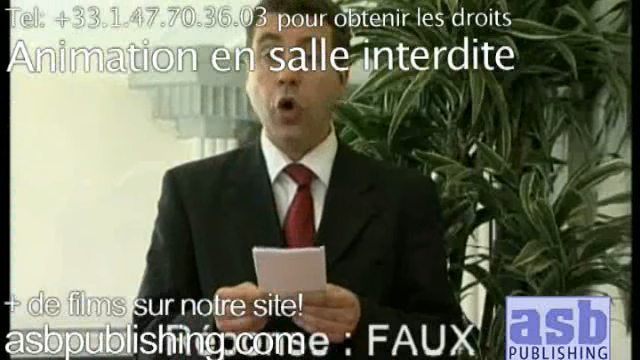 Tel: +33.1.47.70.36.03 pour obtenir les droits
Animation en salle interdite
+ de films sur notre site!
asbpublishing.com
Réponse : FAUX
asb
PUBLISHING